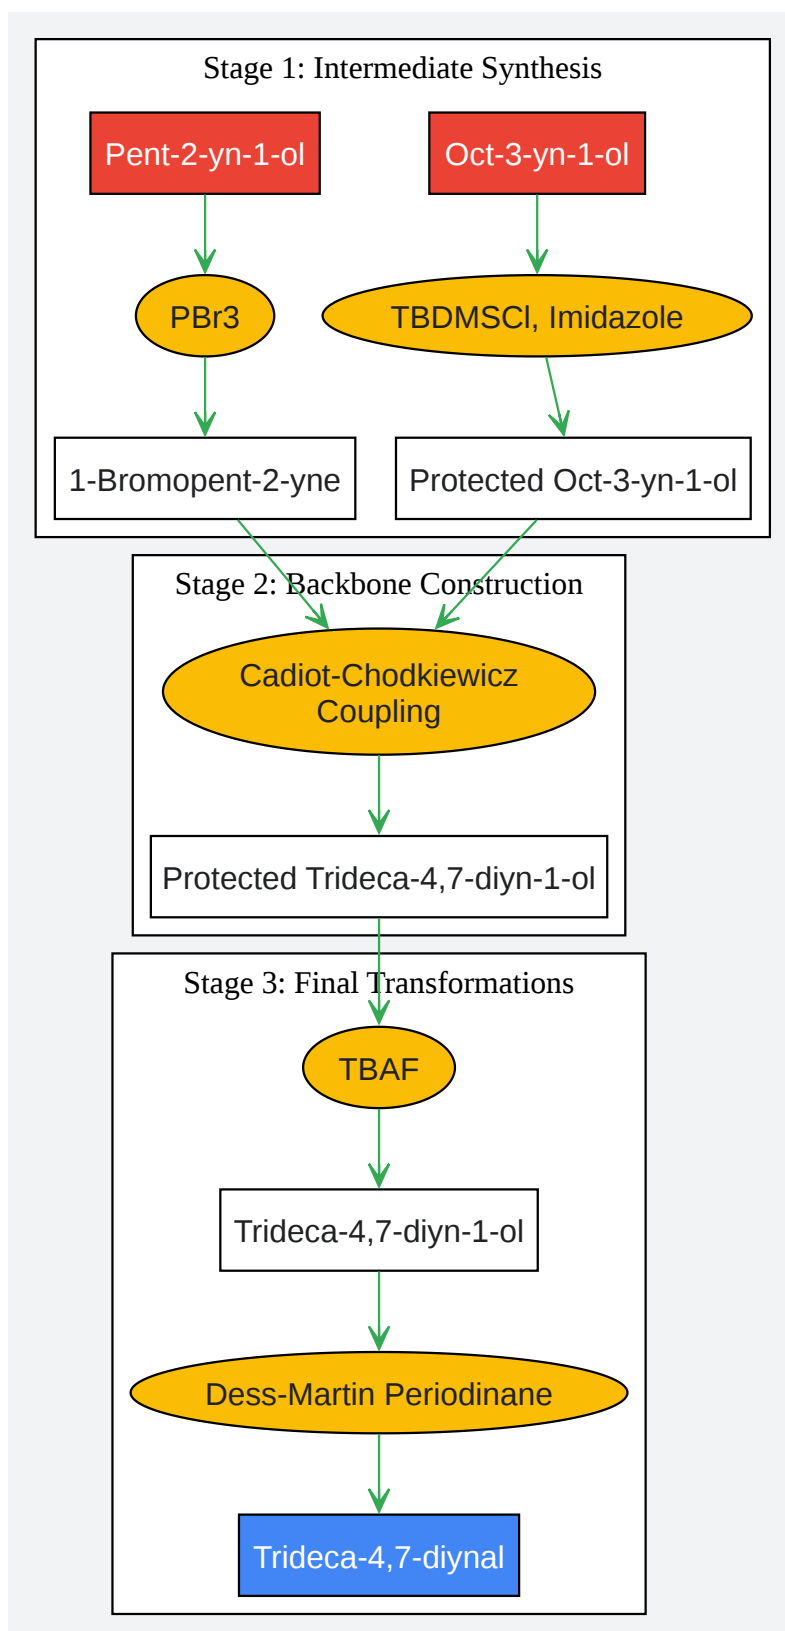 Stage 1: Intermediate Synthesis
Pent-2-yn-1-ol
Oct-3-yn-1-ol
PBr3
TBDMSCl, Imidazole
1-Bromopent-2-yne
Protected Oct-3-yn-1-ol
Stage 2: Backbone Construction
Cadiot-Chodkiewicz
Coupling
Protected Trideca-4,7-diyn-1-ol
Stage 3: Final Transformations
TBAF
Trideca-4,7-diyn-1-ol
Dess-Martin Periodinane
Trideca-4,7-diynal